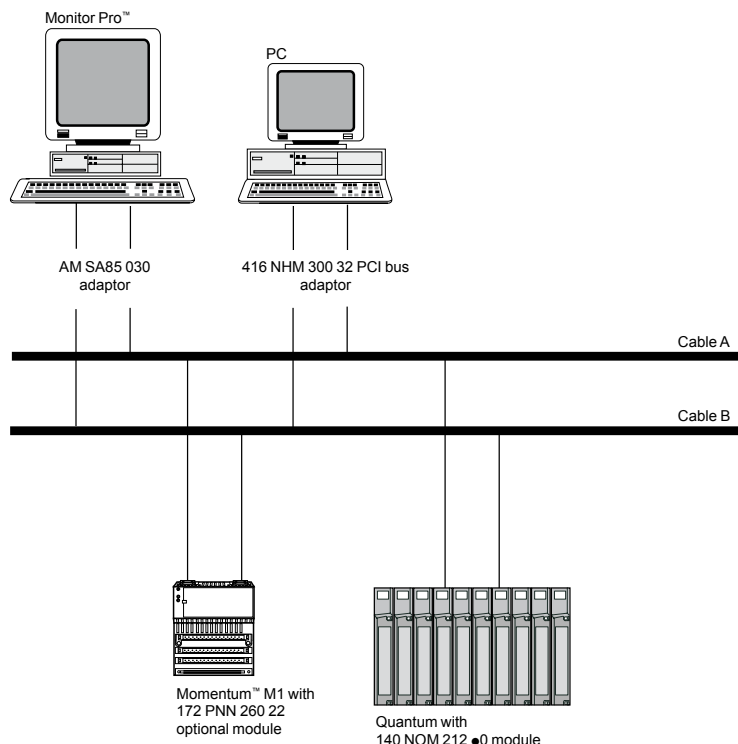 Monitor Pro™
PC
AM SA85 030
adaptor
416 NHM 300 32 PCI bus
adaptor
Cable A
Cable B
Momentum™ M1 with
172 PNN 260 22
optional module
Quantum with
140 NOM 212 ●0 module